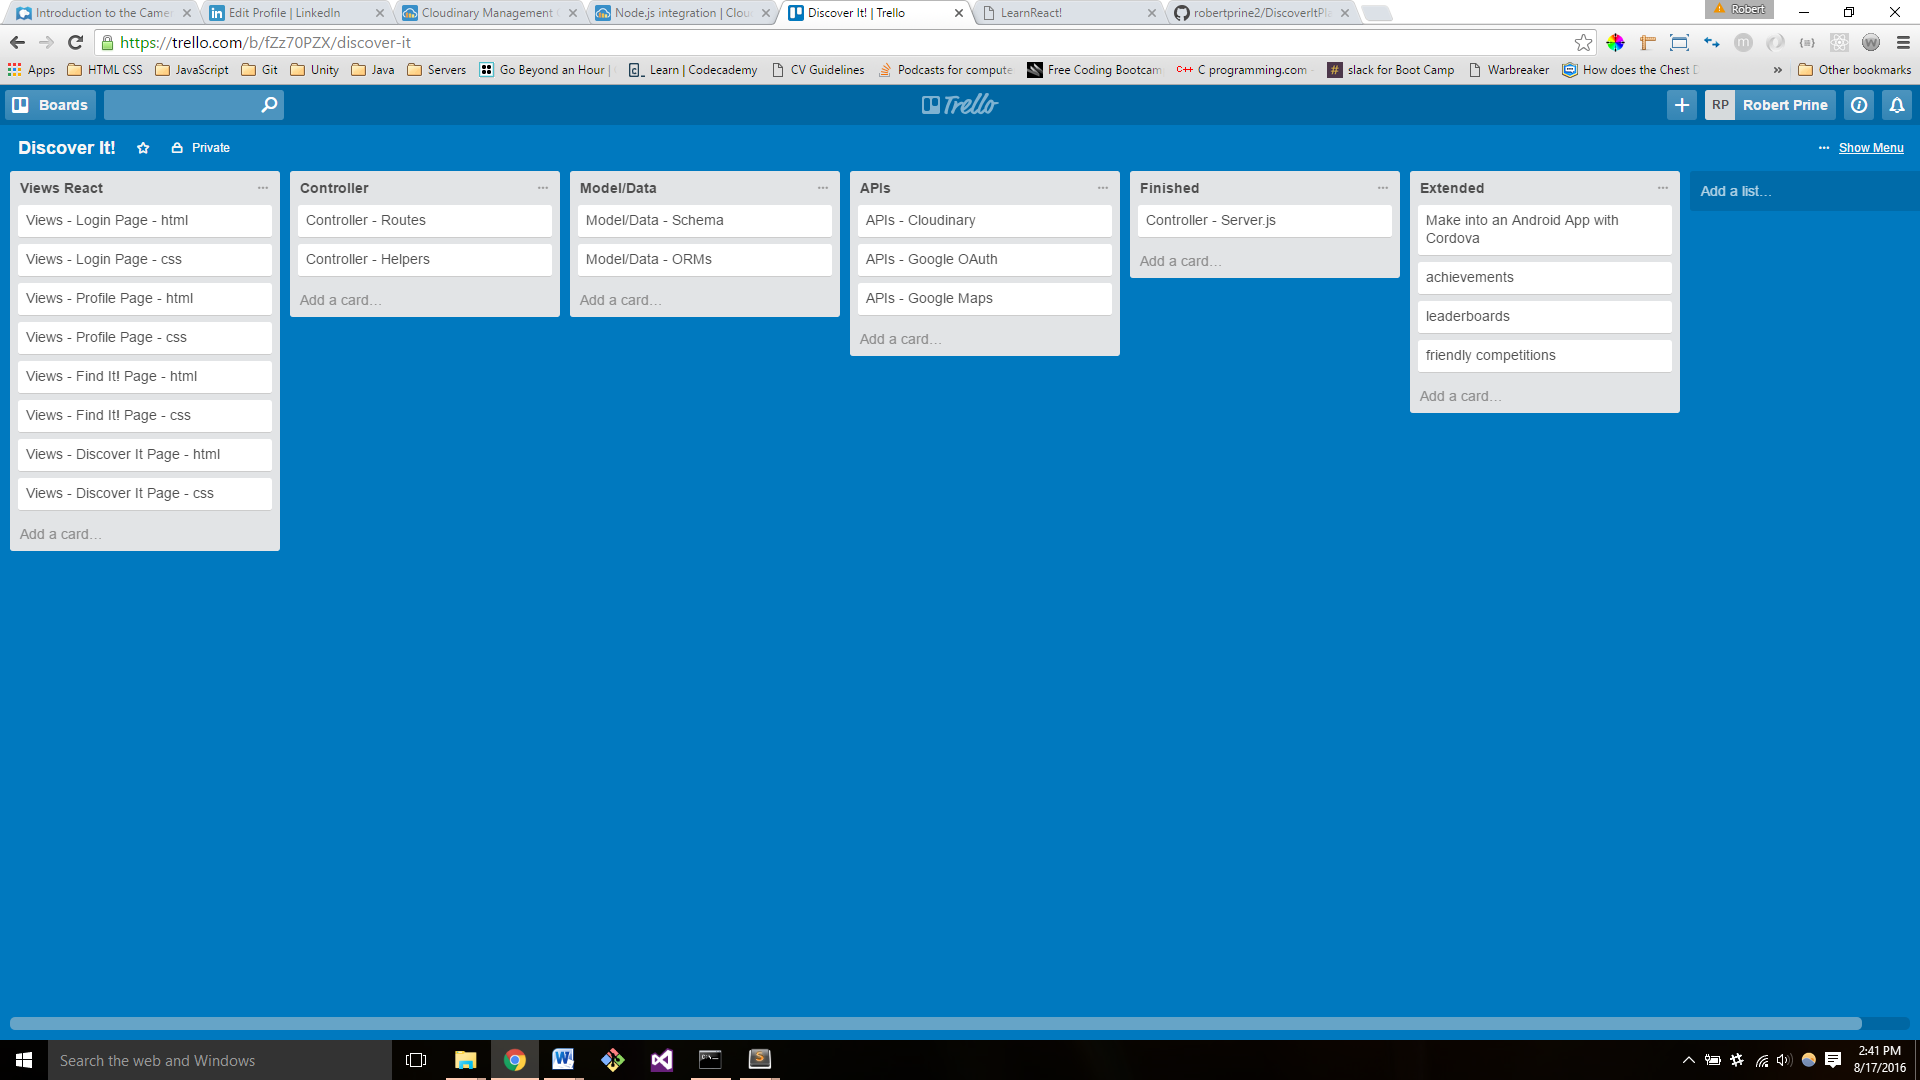 Introduction to the Came
Edit Profile | LinkedIn
Cloudinary Management
Node.js integration | Clou
Discover It! | Trello
LearnReact!
robertprine2/DiscoverItPla
Robert
https://trello.com/b/fZz70PZX/discover-it
Apps
HTML CSS
JavaScript
Git
Unity
Java
Servers
Go Beyond an Hour |
Learn | Codecademy
CV Guidelines
Podcasts for compute
Free Coding Bootcam
C programming.com -
slack for Boot Camp
Warbreaker
How does the Chest D
»
Other bookmarks
Boards
Trello
RP
Robert Prine
Discover It!
Private
Show Menu
Views React
Views - Login Page - html
Views - Login Page - css
Views - Profile Page - html
Views - Profile Page - css
Views - Find It! Page - html
Views - Find It! Page - css
Views - Discover It Page - html
Views - Discover It Page - css
Add a card…
Controller
Controller - Routes
Controller - Helpers
Add a card…
Model/Data
Model/Data - Schema
Model/Data - ORMs
Add a card…
APIs
APIs - Cloudinary
APIs - Google OAuth
APIs - Google Maps
Add a card…
Finished
Controller - Server.js
Add a card…
Extended
Make into an Android App with
Cordova
achievements
leaderboards
friendly competitions
Add a card…
Add a list…
Search the web and Windows
2:41 PM
8/17/2016